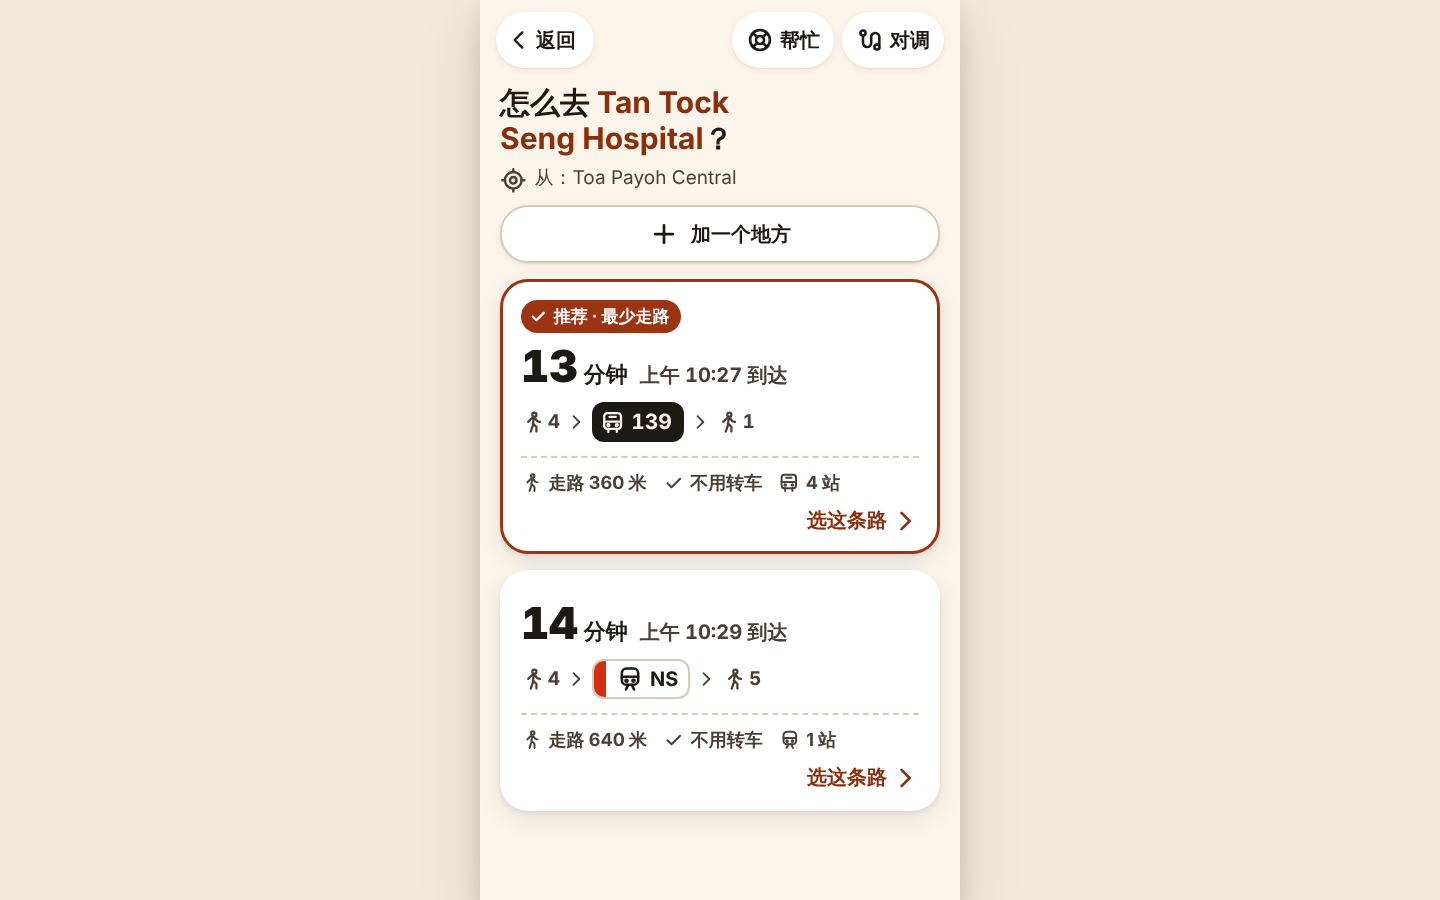 返回
帮忙
对调
怎么去 Tan Tock
Seng Hospital？
从：Toa Payoh Central
加一个地方
推荐 · 最少走路
13 分钟 上午 10:27 到达
4 139 1
走路 360 米 不用转车 4 站
选这条路
14 分钟 上午 10:29 到达
4 NS 5
走路 640 米 不用转车 1 站
选这条路